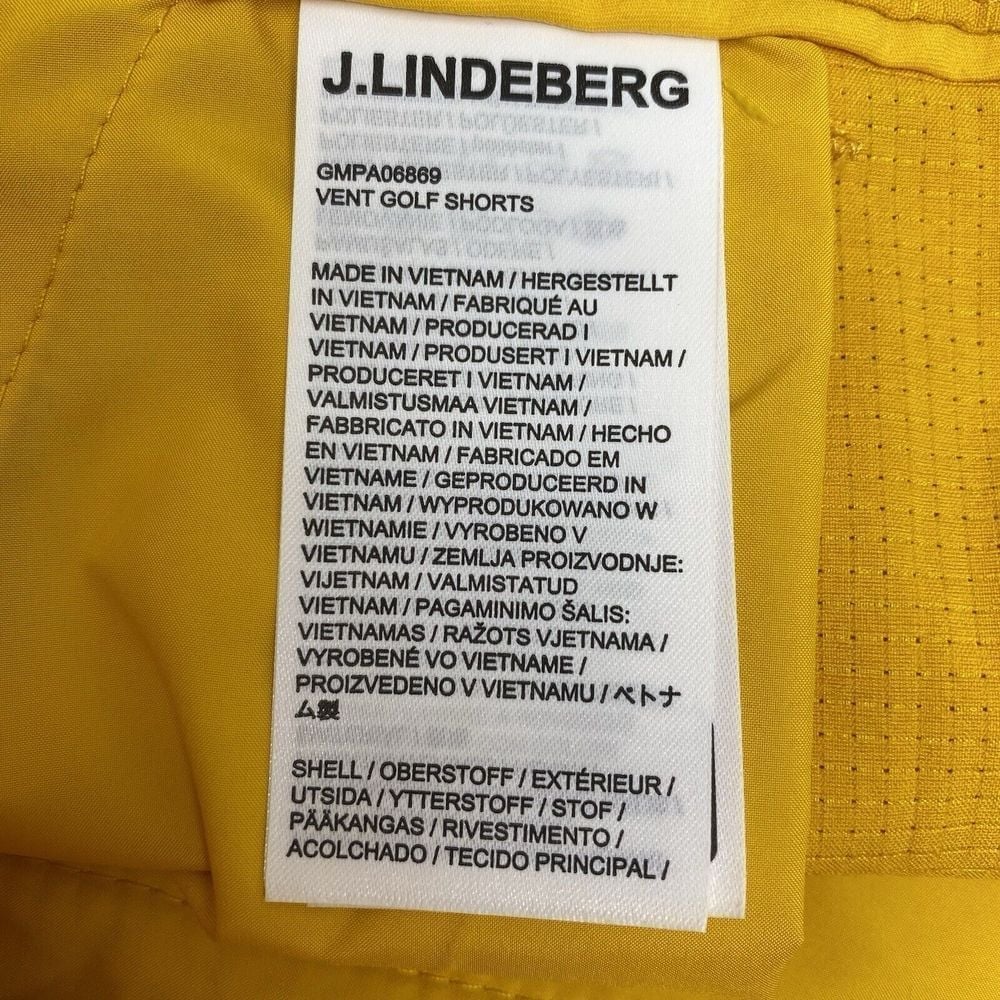 J.LINDEBERG
GMPA06869
VENT GOLF SHORTS
MADE IN VIETNAM / HERGESTELLT
IN VIETNAM / FABRIQUÉ AU
VIETNAM / PRODUCERAD I
VIETNAM / PRODUSERT I VIETNAM /
PRODUCERET I VIETNAM /
VALMISTUSMAA VIETNAM /
FABBRICATO IN VIETNAM / HECHO
EN VIETNAM / FABRICADO EM
VIETNAME / GEPRODUCEERD IN
VIETNAM / WYPRODUKOWANO W
WIETNAMIE / VYROBENO V
VIETNAMU / ZEMLJA PROIZVODNJE:
VIJETNAM / VALMISTATUD
VIETNAM / PAGAMINIMO ŠALIS:
VIETNAMAS / RAŽOTS VJETNAMA /
VYROBENÉ VO VIETNAME /
PROIZVEDENO V VIETNAMU / ベトナ
ム製
SHELL / OBERSTOFF / EXTÉRIEUR /
UTSIDA / YTTERSTOFF / STOF /
PÄÄKANGAS / RIVESTIMENTO /
ACOLCHADO / TECIDO PRINCIPAL /